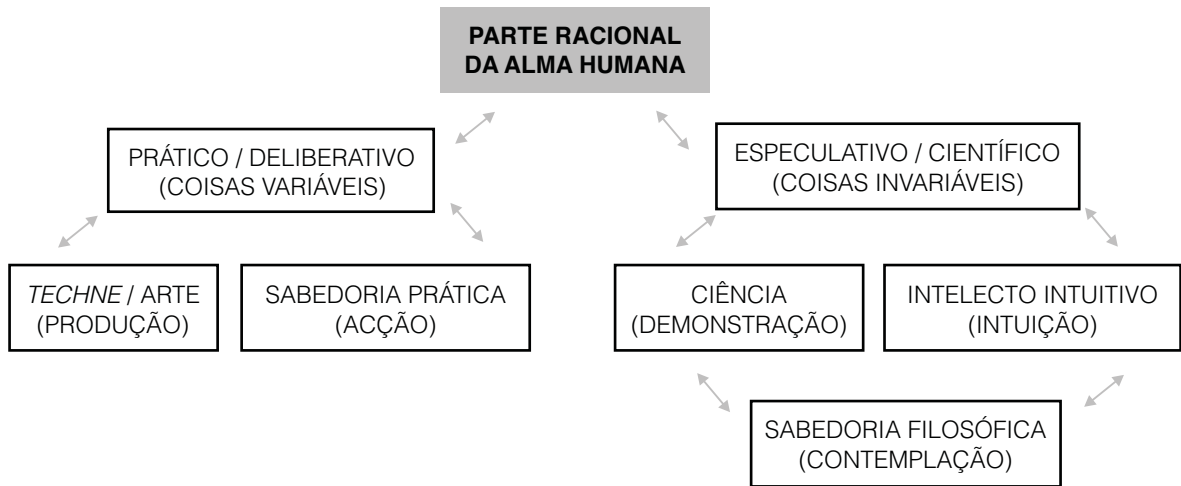 PARTE RACIONAL
DA ALMA HUMANA
PRÁTICO / DELIBERATIVO
(COISAS VARIÁVEIS)
ESPECULATIVO / CIENTÍFICO
(COISAS INVARIÁVEIS)
TECHNE / ARTE
(PRODUÇÃO)
SABEDORIA PRÁTICA
(ACÇÃO)
CIÊNCIA
(DEMONSTRAÇÃO)
INTELECTO INTUITIVO
(INTUIÇÃO)
SABEDORIA FILOSÓFICA
(CONTEMPLAÇÃO)